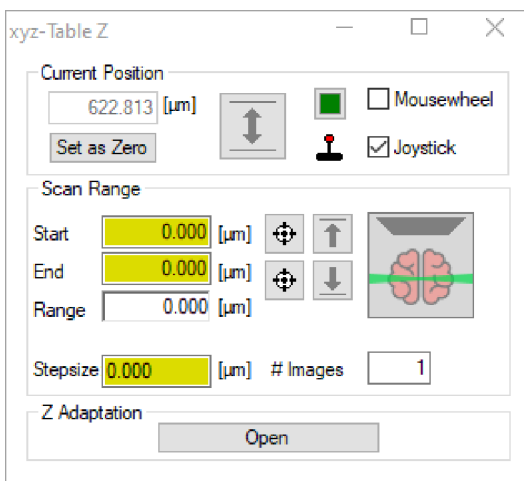 xyz-Table Z
Current Position
622.813 [µm]
Mousewheel
Set as Zero
Joystick
Scan Range
Start 0.000 [µm]
End 0.000 [µm]
Range 0.000 [µm]
Stepsize 0.000 [µm] # Images 1
Z Adaptation
Open